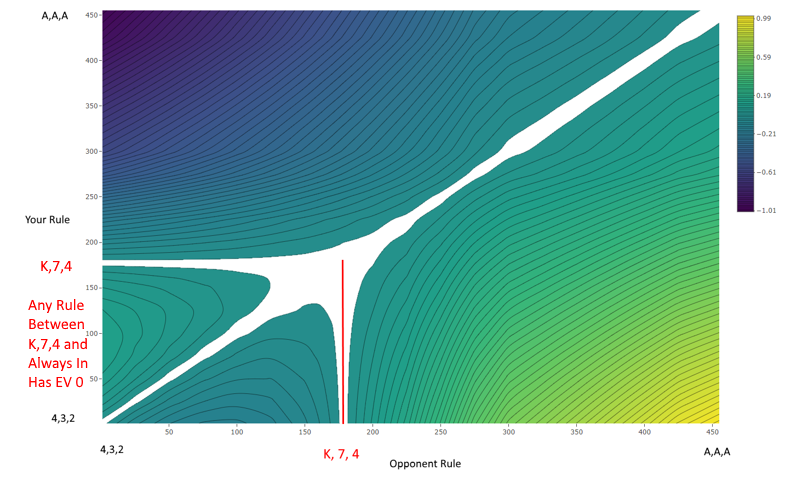 A,A,A
450
400
350
300
250
Your Rule
200
K,7,4
150
Any Rule
Between
K,7,4 and
Always In
Has EV 0
100
50
4,3,2
50
100
150
200
250
300
350
400
450
4,3,2
K, 7, 4
Opponent Rule
A,A,A
0.99
0.59
0.19
−0.21
−0.61
−1.01